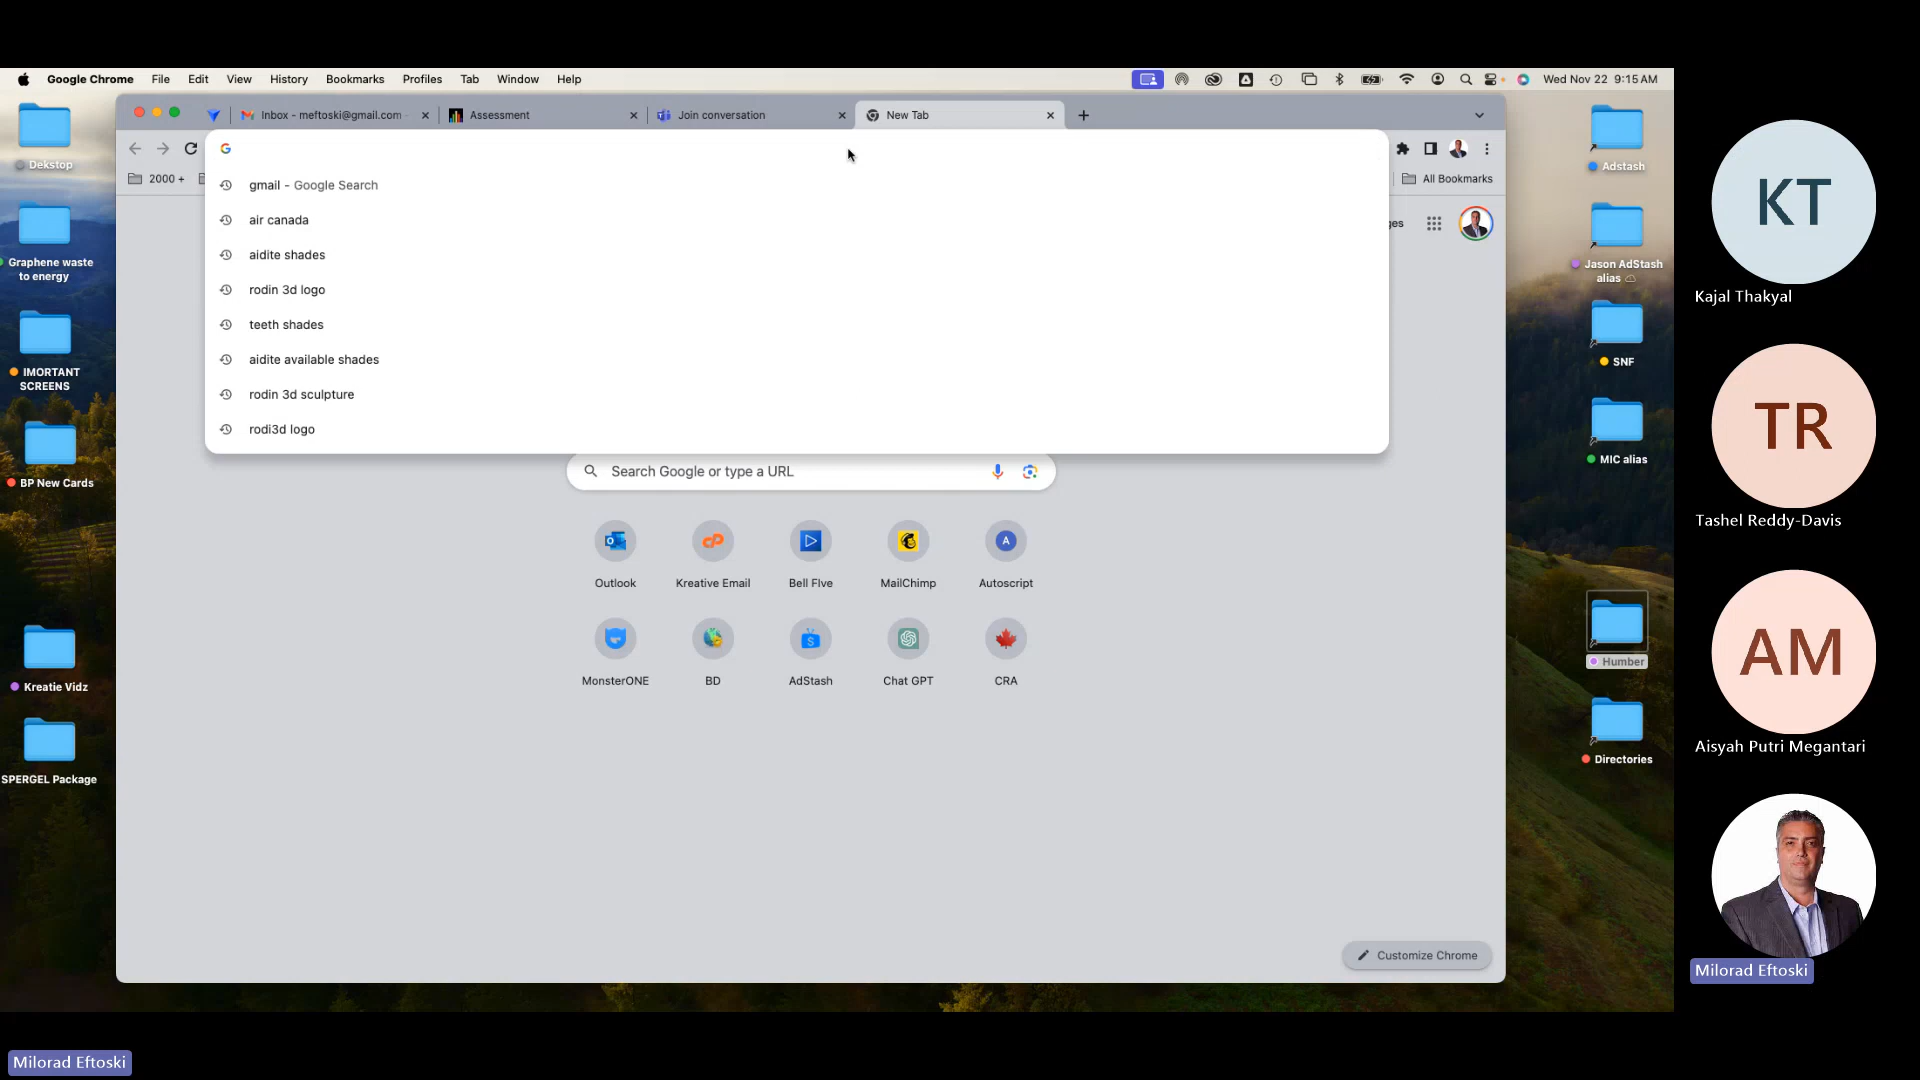 Google Chrome File Edit View History Bookmarks Profiles Tab Window Help
Wed Nov 22 9:15 AM
Inbox - meftoski@gmail.com
Assessment
Join conversation
New Tab
2000 +
All Bookmarks
gmail - Google Search
air canada
aidite shades
rodin 3d logo
teeth shades
aidite available shades
rodin 3d sculpture
rodi3d logo
Search Google or type a URL
Outlook
Kreative Email
Bell FIve
MailChimp
Autoscript
MonsterONE
BD
AdStash
Chat GPT
CRA
Customize Chrome
Dekstop
Graphene waste
to energy
IMORTANT
SCREENS
BP New Cards
Kreatie Vidz
SPERGEL Package
Adstash
Jason AdStash
alias
SNF
MIC alias
Humber
Directories
KT
Kajal Thakyal
TR
Tashel Reddy-Davis
AM
Aisyah Putri Megantari
Milorad Eftoski
Milorad Eftoski